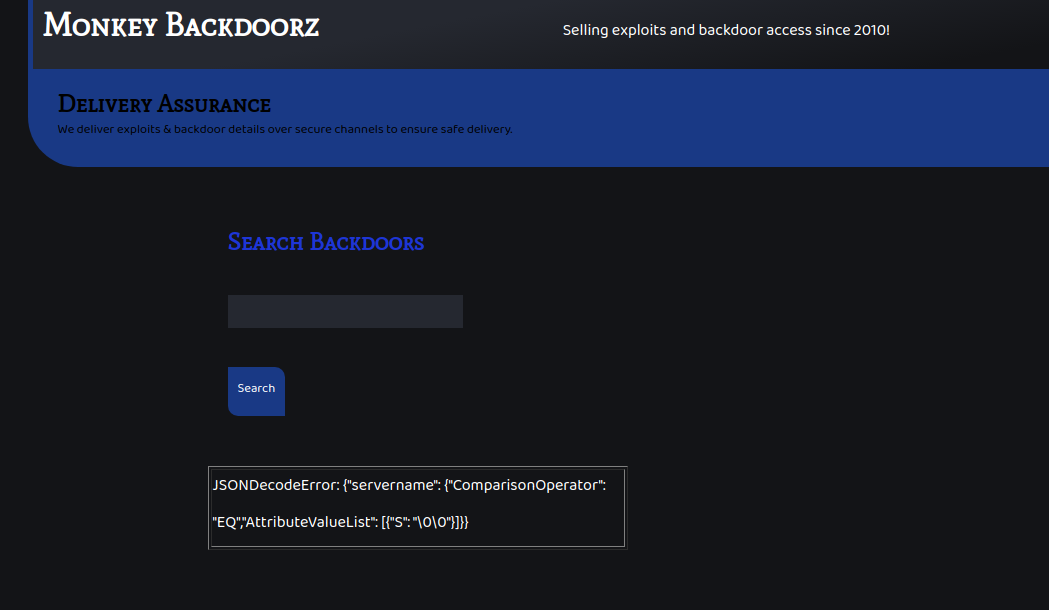 Monkey Backdoorz
Selling exploits and backdoor access since 2010!
Delivery Assurance
We deliver exploits & backdoor details over secure channels to ensure safe delivery.
Search Backdoors
Search
JSONDecodeError: {"servername": {"ComparisonOperator":
"EQ","AttributeValueList": [{"S": "\0\0"}]}}